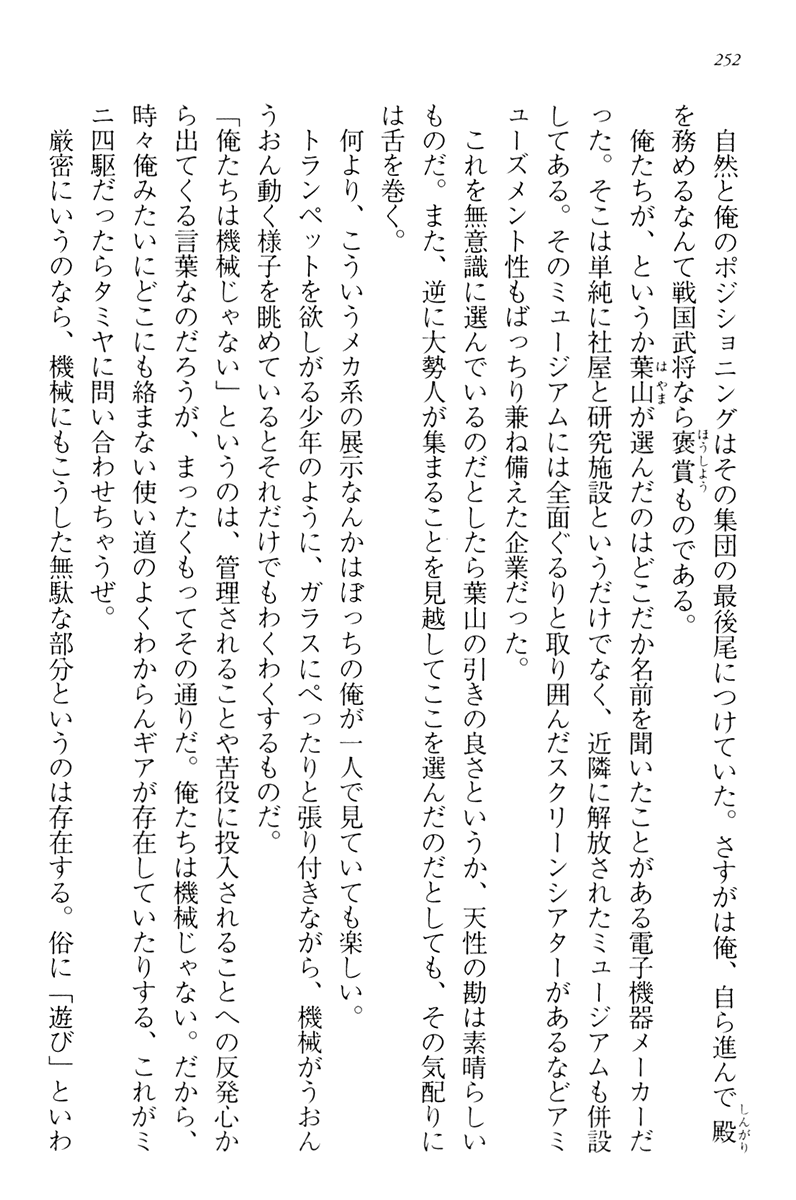 252
自然と俺のポジショニングはその集団の最後尾につけていた。さすがは俺、自ら進んで殿
を務めるなんて戦国武将なら褒賞ものである。
俺たちが、というか葉山が選んだのはどこだか名前を聞いたことがある電子機器メーカーだ
った。そこは単純に社屋と研究施設というだけでなく、近隣に解放されたミュージアムも併設
してある。そのミュージアムには全面ぐるりと取り囲んだスクリーンシアターがあるなどアミ
ューズメント性もばっちり兼ね備えた企業だった。
これを無意識に選んでいるのだとしたら葉山の引きの良さというか、天性の勘は素晴らしい
ものだ。また、逆に大勢人が集まることを見越してここを選んだのだとしても、その気配りに
は舌を巻く。
何より、こういうメカ系の展示なんかはぼっちの俺が一人で見ていても楽しい。
トランペットを欲しがる少年のように、ガラスにぺったりと張り付きながら、機械がうおん
うおん動く様子を眺めているとそれだけでもわくわくするものだ。
「俺たちは機械じゃない」というのは、管理されることや苦役に投入されることへの反発心か
ら出てくる言葉なのだろうが、まったくもってその通りだ。俺たちは機械じゃない。だから、
時々俺みたいにどこにも絡まない使い道のよくわからんギアが存在していたりする、これがミ
ニ四駆だったらタミヤに問い合わせちゃうぜ。
厳密にいうのなら、機械にもこうした無駄な部分というのは存在する。俗に「遊び」といわ